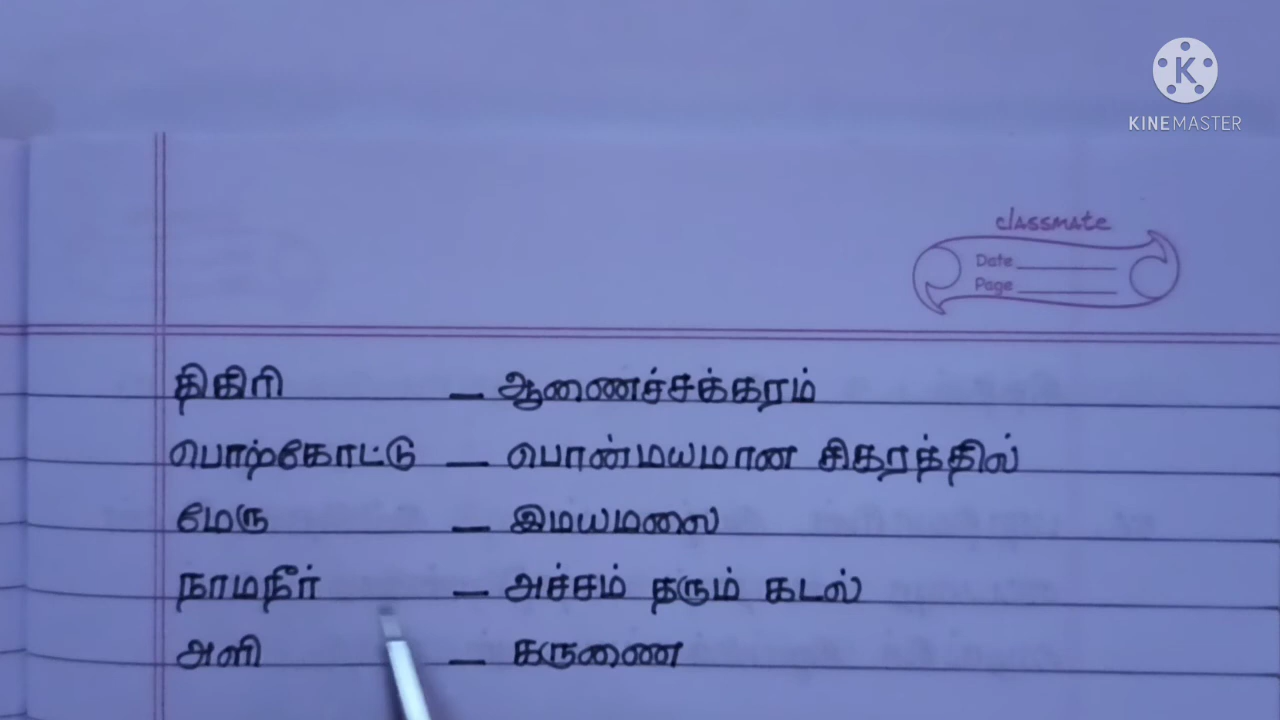 K
KINEMASTER
classmate
Date
Page
திகிரி – ஆணைச்சக்கரம்
பொற்கோட்டு – பொன்மயமான சிகரத்தில்
மேரு – இமயமலை
நாமநீர் – அச்சம் தரும் கடல்
அளி – கருணை